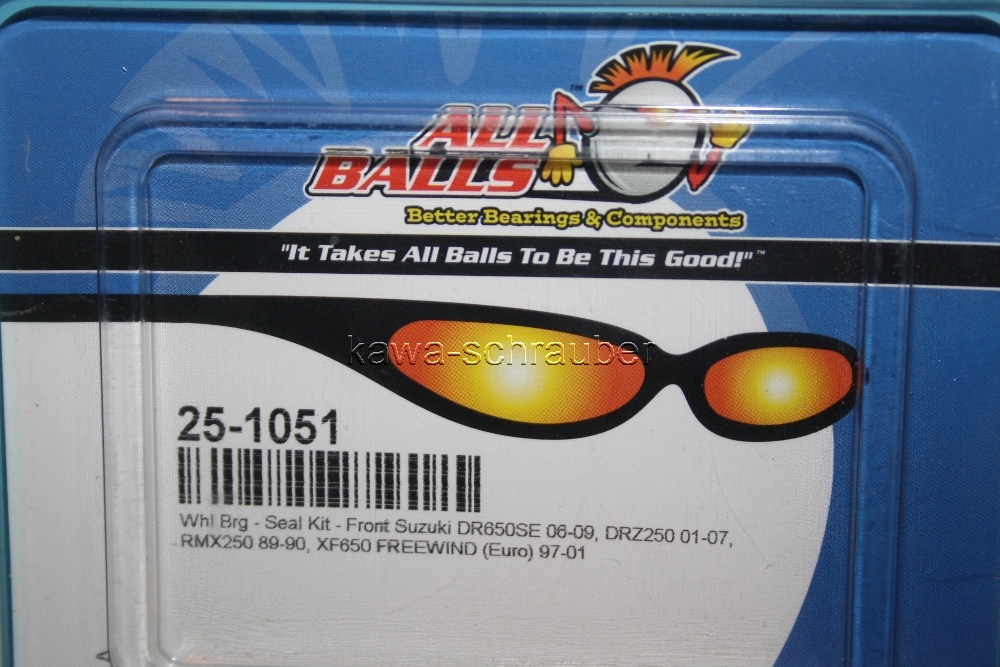 ALL
BALLS
Better Bearings & Components
"It Takes All Balls To Be This Good!"™
kawa-schrauber
25-1051
Whl Brg - Seal Kit - Front Suzuki DR650SE 06-09, DRZ250 01-07,
RMX250 89-90, XF650 FREEWIND (Euro) 97-01